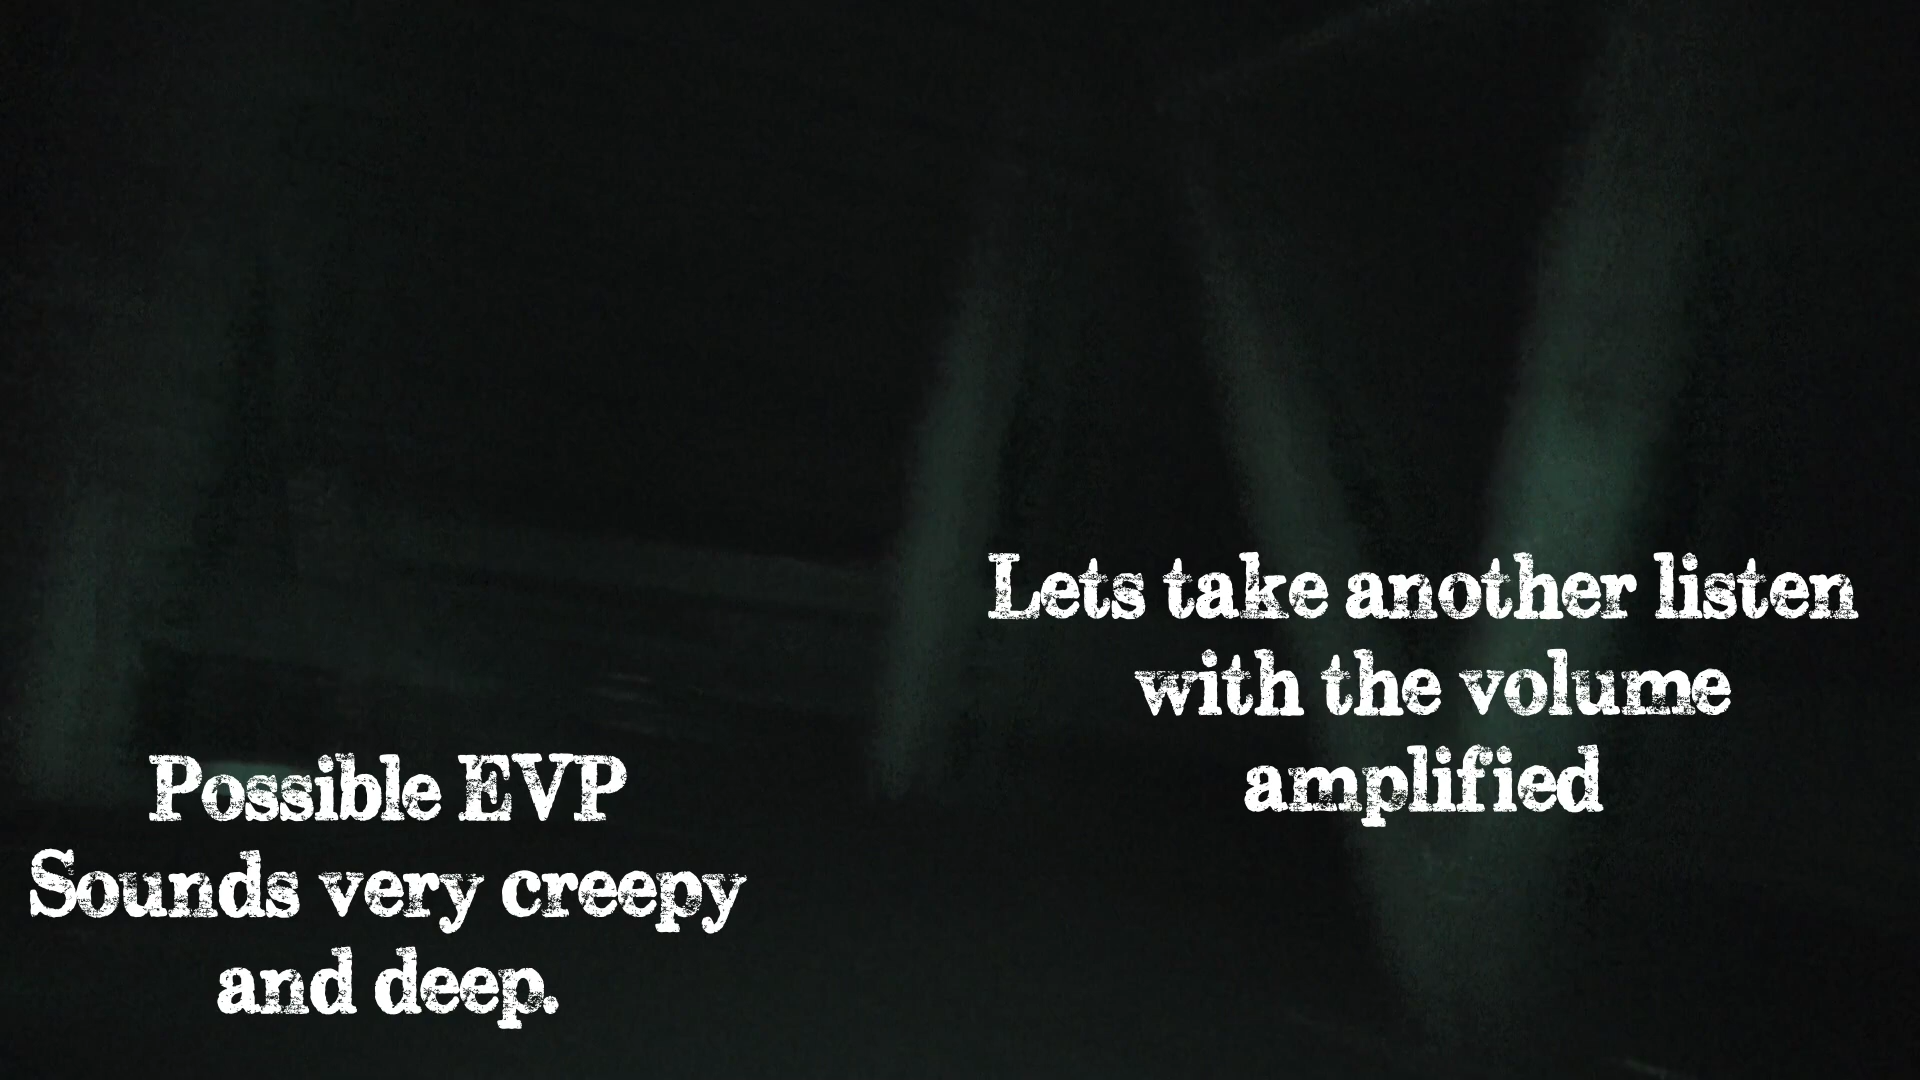 Possible EVP
Sounds very creepy
and deep.
Lets take another listen
with the volume
amplified